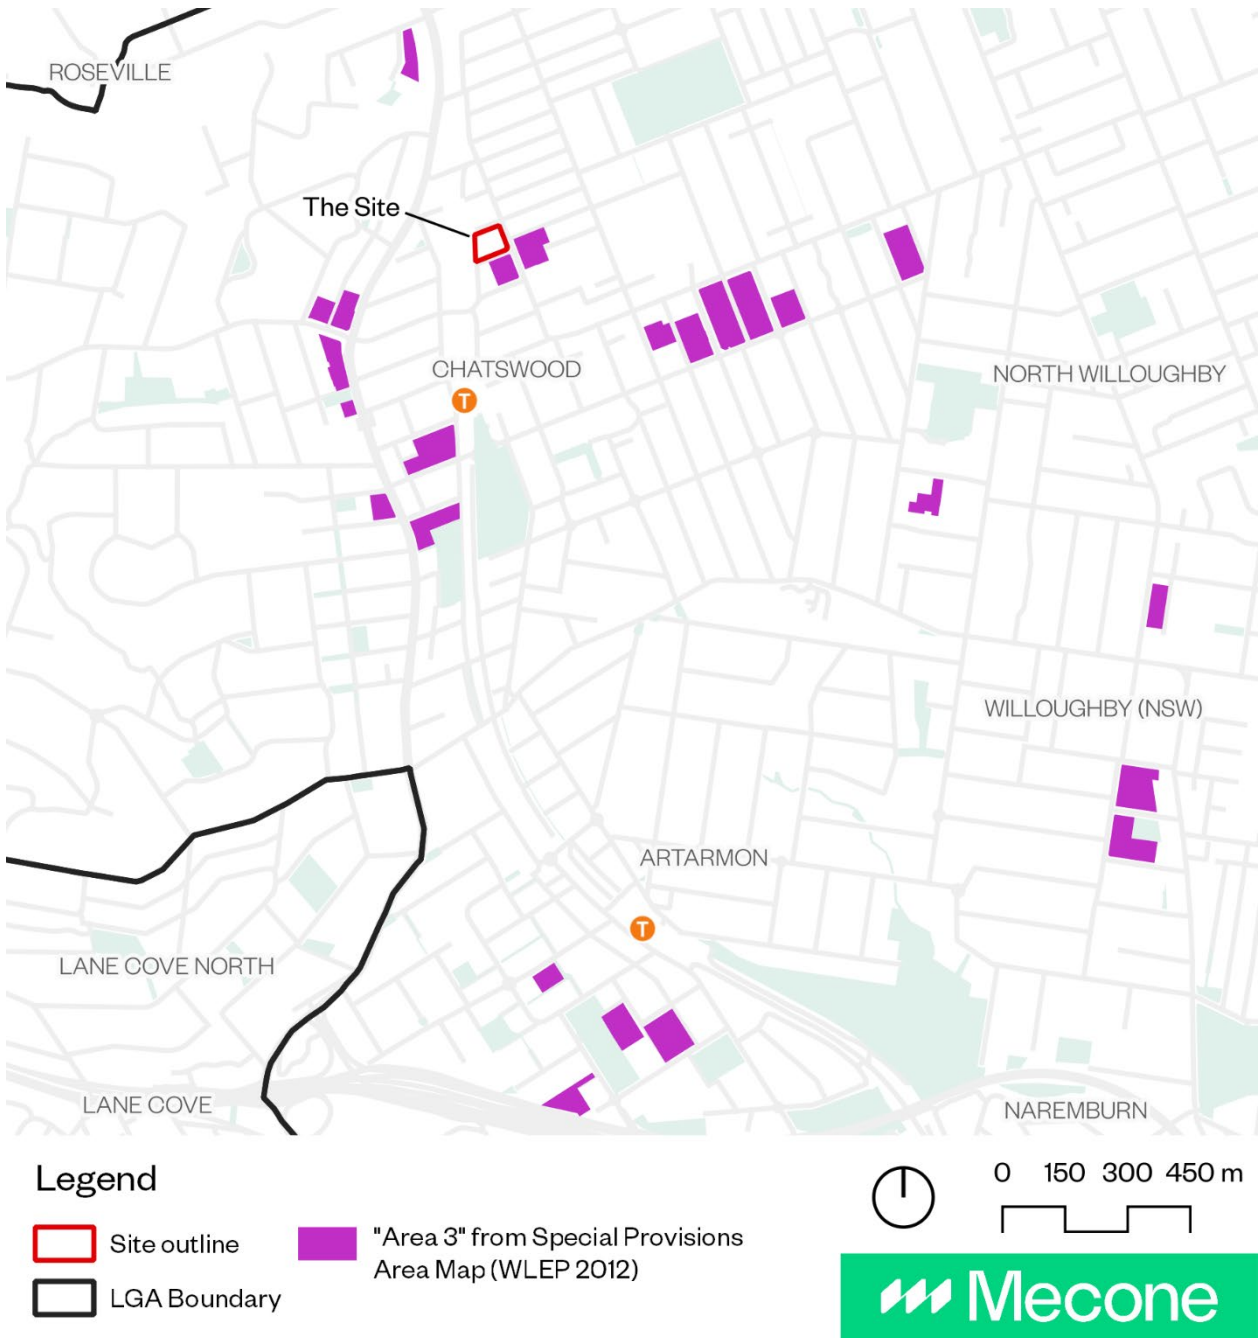 ROSEVILLE
The Site
CHATSWOOD
T
NORTH WILLOUGHBY
WILLOUGHBY (NSW)
ARTARMON
T
LANE COVE NORTH
LANE COVE
NAREMBURN
Legend
Site outline
LGA Boundary
"Area 3" from Special Provisions
Area Map (WLEP 2012)
0 150 300 450 m
Mecone